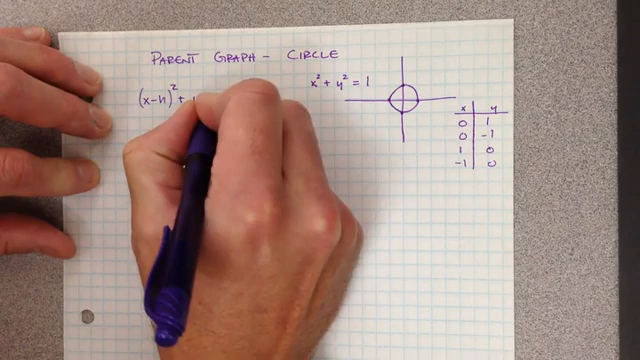 PARENT GRAPH - CIRCLE
(x-h)² +
x² + y² = 1
x y
0 1
0 -1
1 0
-1 0